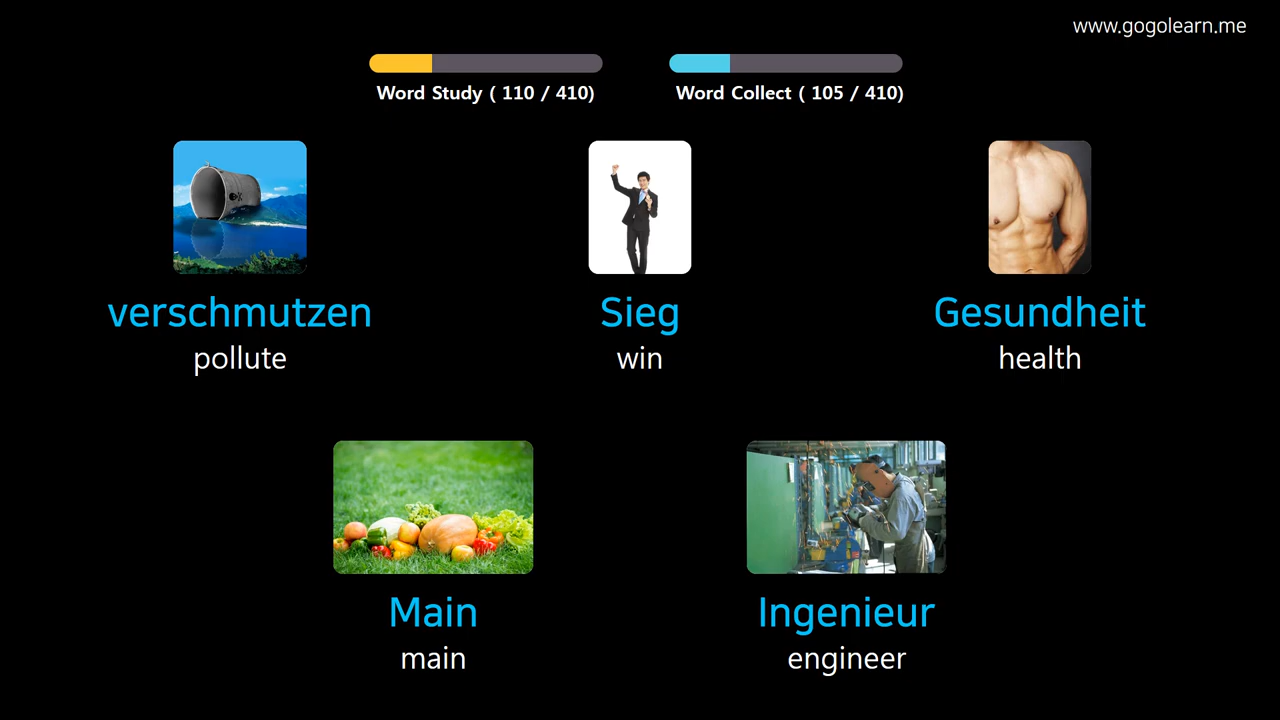 www.gogolearn.me
Word Study ( 110 / 410)
Word Collect ( 105 / 410)
verschmutzen
pollute
Sieg
win
Gesundheit
health
Main
main
Ingenieur
engineer